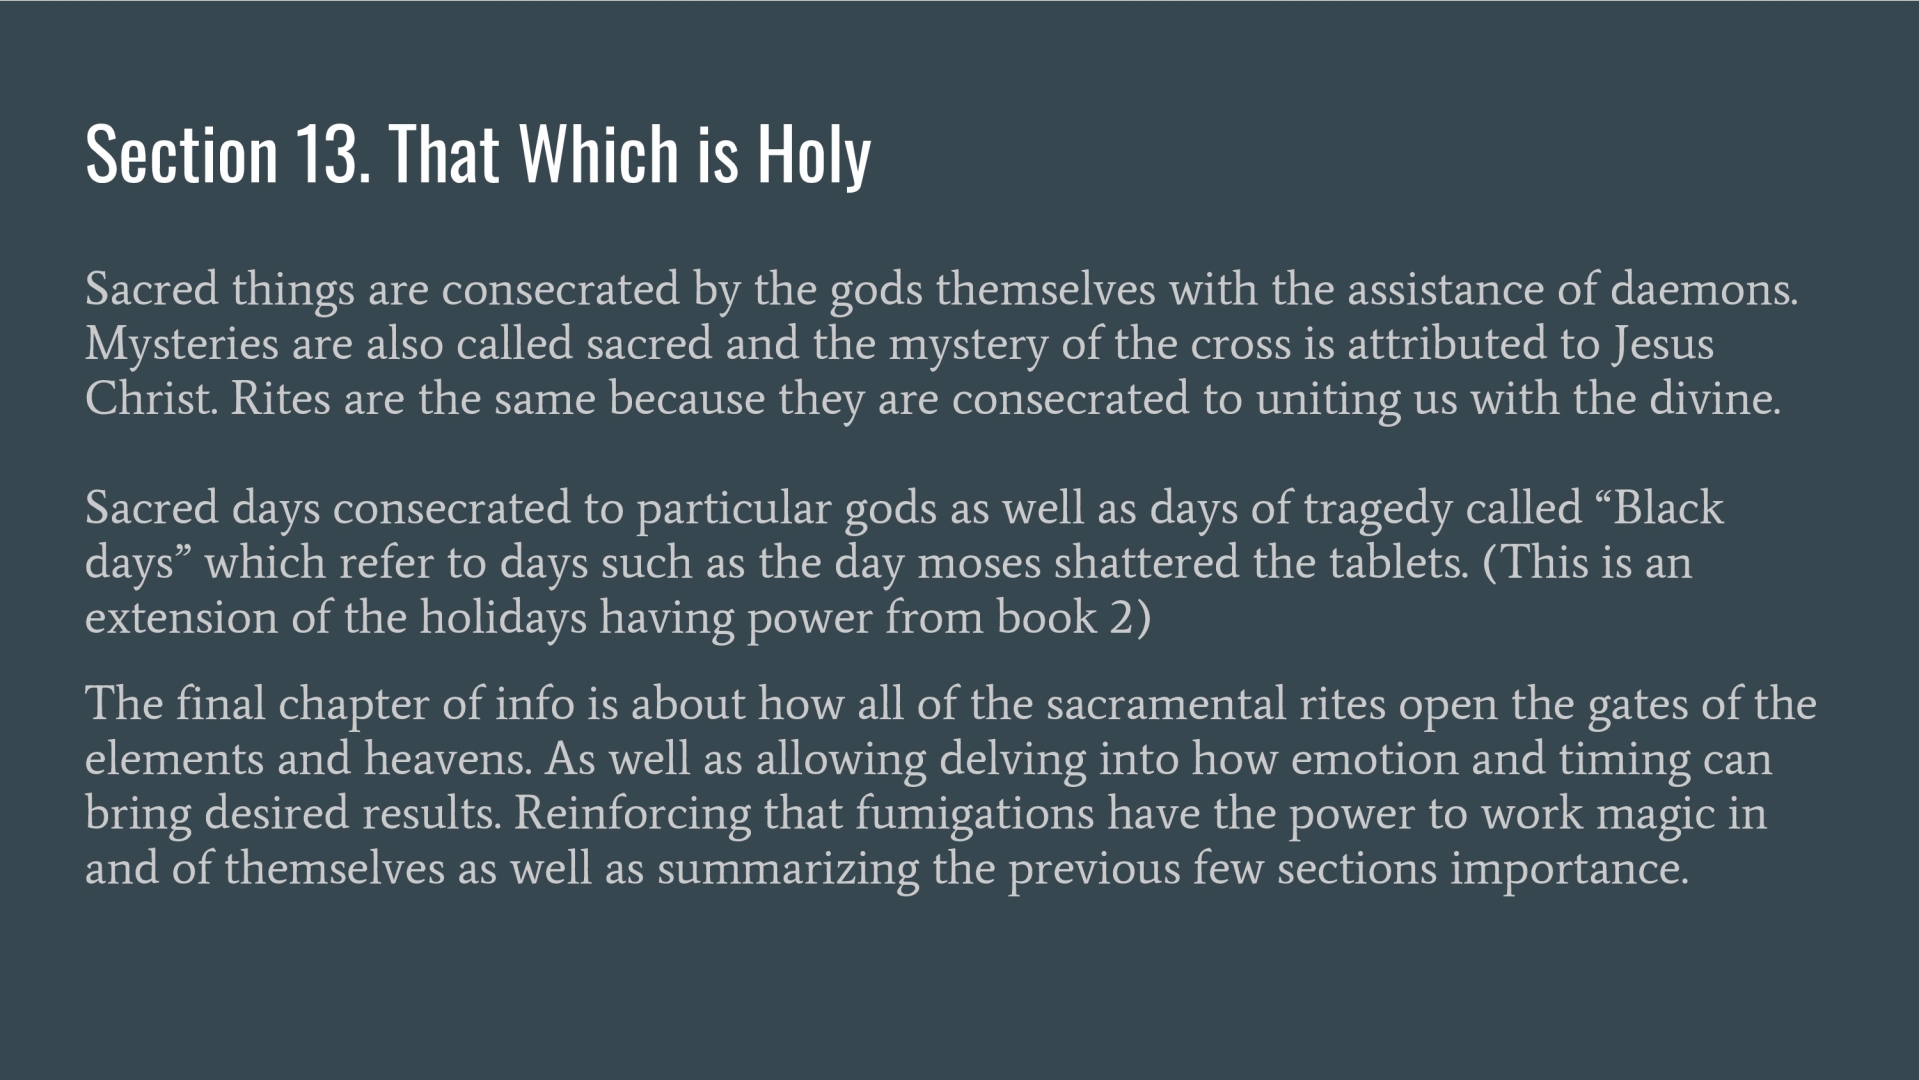 Section 13. That Which is Holy
Sacred things are consecrated by the gods themselves with the assistance of daemons.
Mysteries are also called sacred and the mystery of the cross is attributed to Jesus
Christ. Rites are the same because they are consecrated to uniting us with the divine.
Sacred days consecrated to particular gods as well as days of tragedy called “Black
days” which refer to days such as the day moses shattered the tablets. (This is an
extension of the holidays having power from book 2)
The final chapter of info is about how all of the sacramental rites open the gates of the
elements and heavens. As well as allowing delving into how emotion and timing can
bring desired results. Reinforcing that fumigations have the power to work magic in
and of themselves as well as summarizing the previous few sections importance.